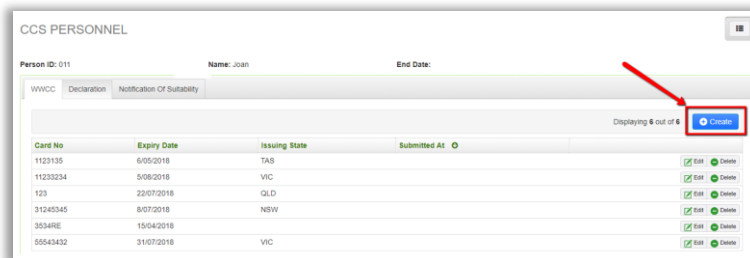 CCS PERSONNEL
Person ID: 011 Name: Joan End Date:
WWCC Declaration Notification Of Suitability
Displaying 6 out of 6 Create
Card No Expiry Date Issuing State Submitted At
1123135 6/05/2018 TAS Edit Delete
11233234 5/08/2018 VIC Edit Delete
123 22/07/2018 QLD Edit Delete
31245345 8/07/2018 NSW Edit Delete
3534RE 15/04/2018 Edit Delete
55543432 31/07/2018 VIC Edit Delete